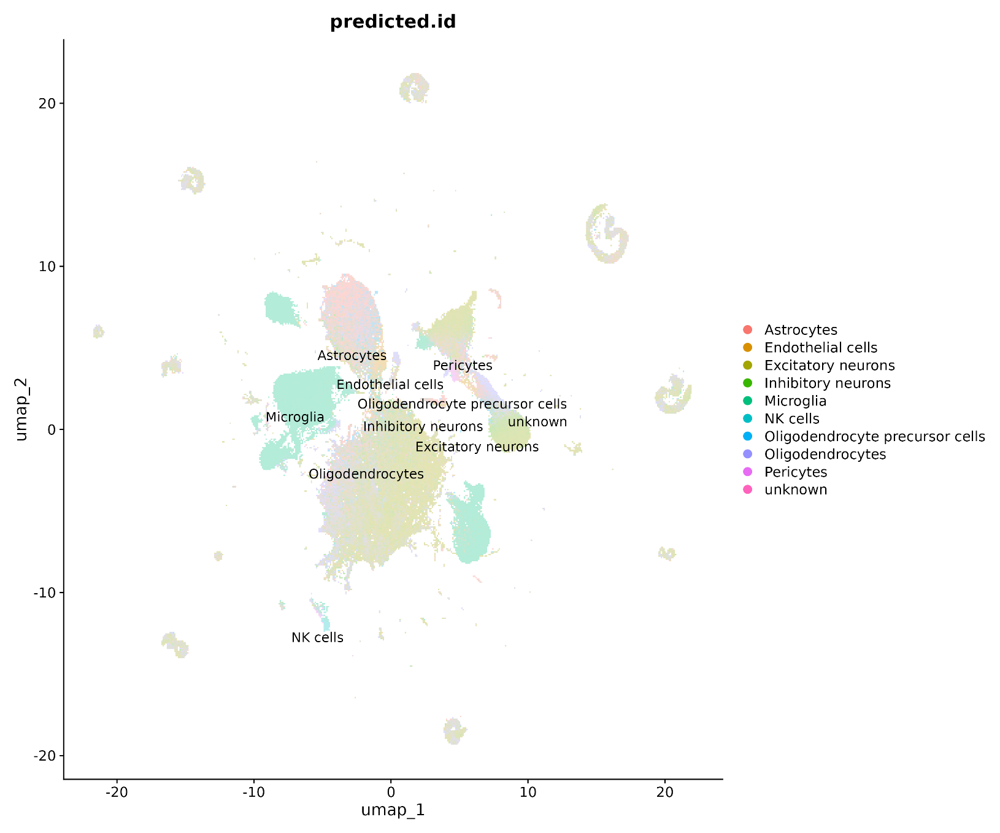 predicted.id
20
10
0
-10
-20
umap_2
Astrocytes
Pericytes
Endothelial cells
Oligodendrocyte precursor cells
Microglia
unknown
Inhibitory neurons
Excitatory neurons
Oligodendrocytes
NK cells
-20
-10
0
10
20
umap_1
Astrocytes
Endothelial cells
Excitatory neurons
Inhibitory neurons
Microglia
NK cells
Oligodendrocyte precursor cells
Oligodendrocytes
Pericytes
unknown